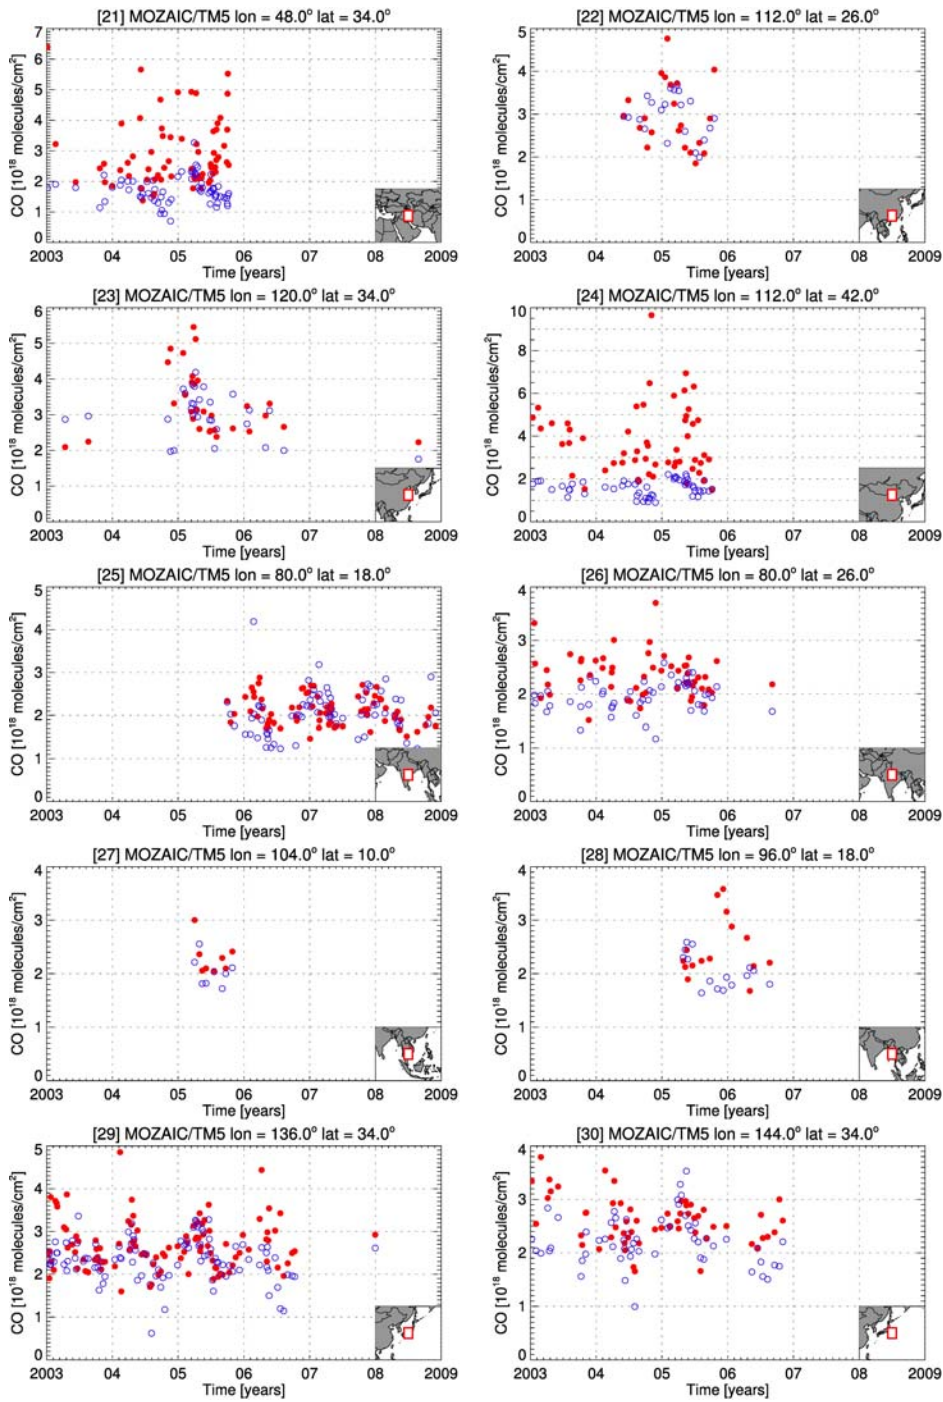 [21] MOZAIC/TM5 lon = 48.0° lat = 34.0°
CO [10¹⁸ molecules/cm²]
7
6
5
4
3
2
1
0
2003 04 05 06 07 08 2009
Time [years]
[22] MOZAIC/TM5 lon = 112.0° lat = 26.0°
CO [10¹⁸ molecules/cm²]
5
4
3
2
1
0
2003 04 05 06 07 08 2009
Time [years]
[23] MOZAIC/TM5 lon = 120.0° lat = 34.0°
CO [10¹⁸ molecules/cm²]
6
5
4
3
2
1
0
2003 04 05 06 07 08 2009
Time [years]
[24] MOZAIC/TM5 lon = 112.0° lat = 42.0°
CO [10¹⁸ molecules/cm²]
10
8
6
4
2
0
2003 04 05 06 07 08 2009
Time [years]
[25] MOZAIC/TM5 lon = 80.0° lat = 18.0°
CO [10¹⁸ molecules/cm²]
5
4
3
2
1
0
2003 04 05 06 07 08 2009
Time [years]
[26] MOZAIC/TM5 lon = 80.0° lat = 26.0°
CO [10¹⁸ molecules/cm²]
4
3
2
1
0
2003 04 05 06 07 08 2009
Time [years]
[27] MOZAIC/TM5 lon = 104.0° lat = 10.0°
CO [10¹⁸ molecules/cm²]
4
3
2
1
0
2003 04 05 06 07 08 2009
Time [years]
[28] MOZAIC/TM5 lon = 96.0° lat = 18.0°
CO [10¹⁸ molecules/cm²]
4
3
2
1
0
2003 04 05 06 07 08 2009
Time [years]
[29] MOZAIC/TM5 lon = 136.0° lat = 34.0°
CO [10¹⁸ molecules/cm²]
5
4
3
2
1
0
2003 04 05 06 07 08 2009
Time [years]
[30] MOZAIC/TM5 lon = 144.0° lat = 34.0°
CO [10¹⁸ molecules/cm²]
4
3
2
1
0
2003 04 05 06 07 08 2009
Time [years]